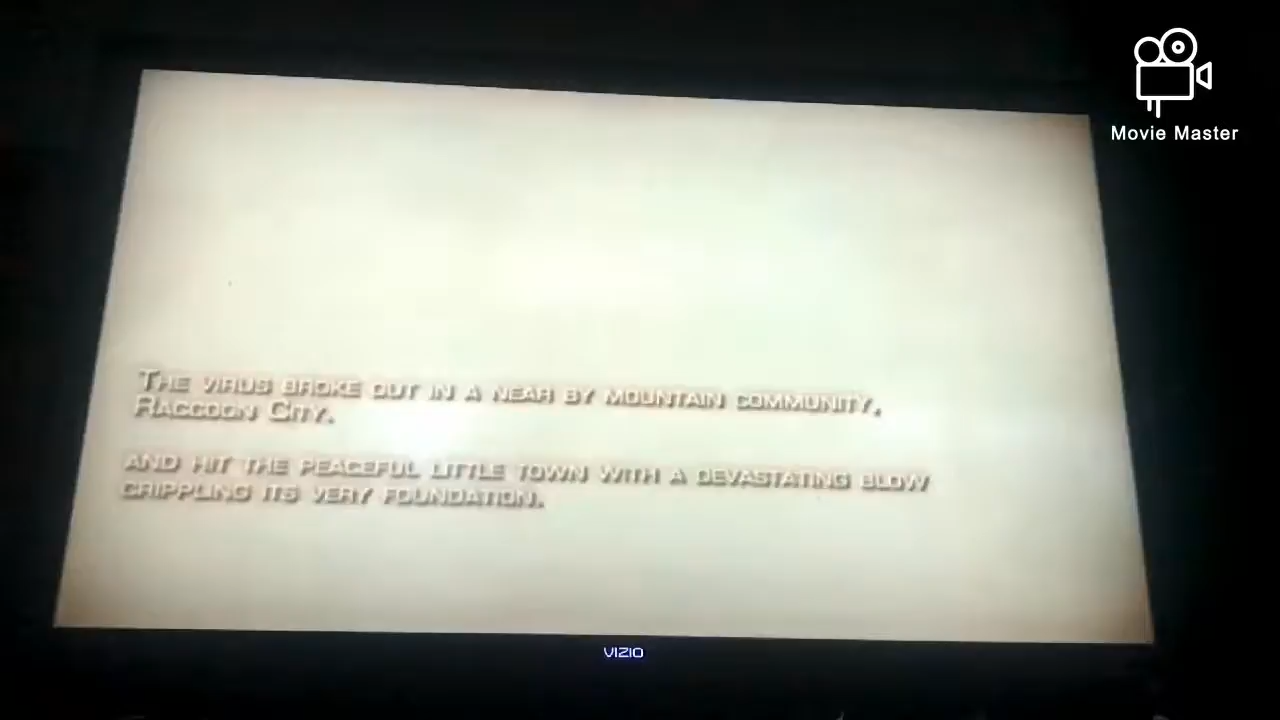 Movie Master
The virus broke out in a near by mountain community,
Raccoon City.
and hit the peaceful little town with a devastating blow
crippling its very foundation.
VIZIO